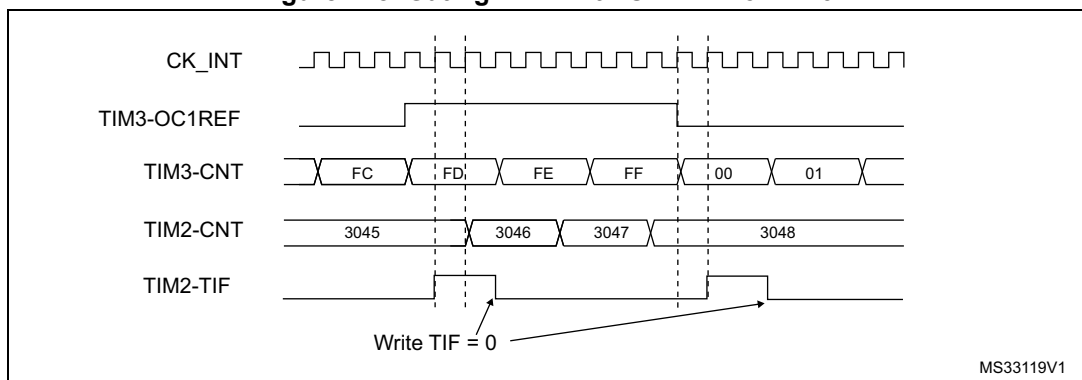 CK_INT
TIM3-OC1REF
TIM3-CNT FC FD FE FF 00 01
TIM2-CNT 3045 3046 3047 3048
TIM2-TIF
Write TIF = 0
MS33119V1